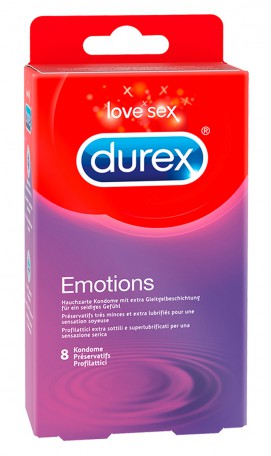 love sex
durex®
Emotions
Hauchzarte Kondome mit extra Gleitgelbeschichtung
für ein seidiges Gefühl
Préservatifs très minces et extra lubrifiés pour une
sensation soyeuse
Profilattici extra sottili e superlubrificati per una
sensazione serica
8 Kondome
Préservatifs
Profilattici